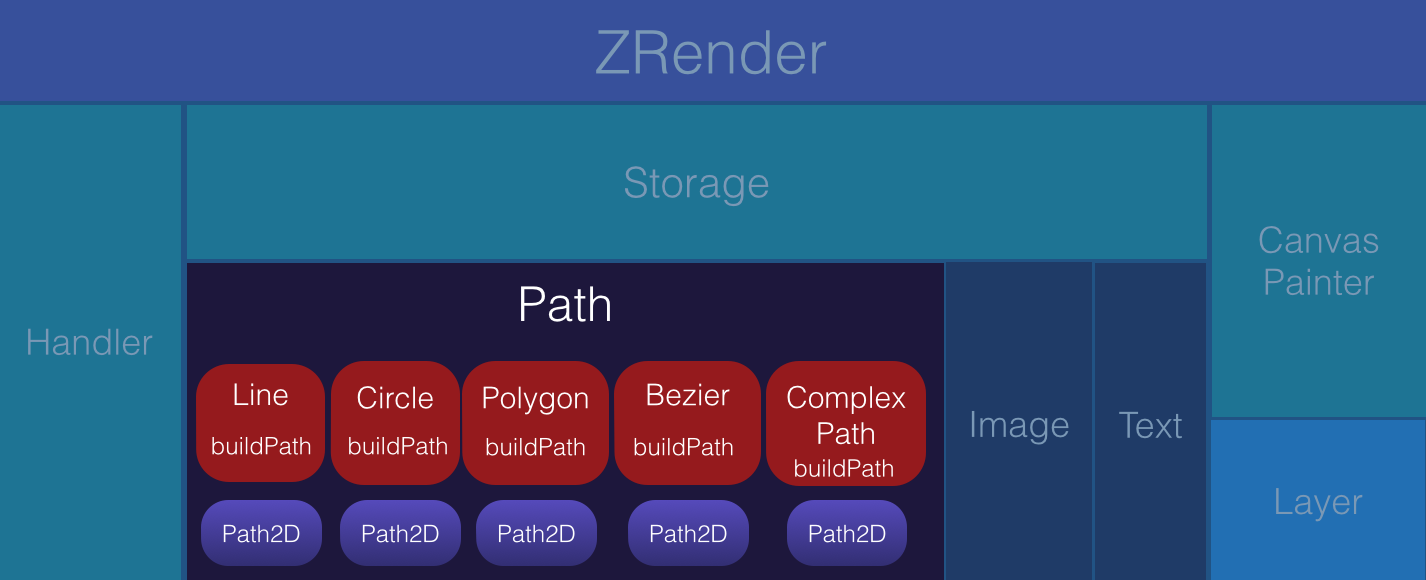 ZRender
Handler
Storage
Canvas
Painter
Path
Line
buildPath
Circle
buildPath
Polygon
buildPath
Bezier
buildPath
Complex
Path
buildPath
Path2D
Path2D
Path2D
Path2D
Path2D
Image
Text
Layer